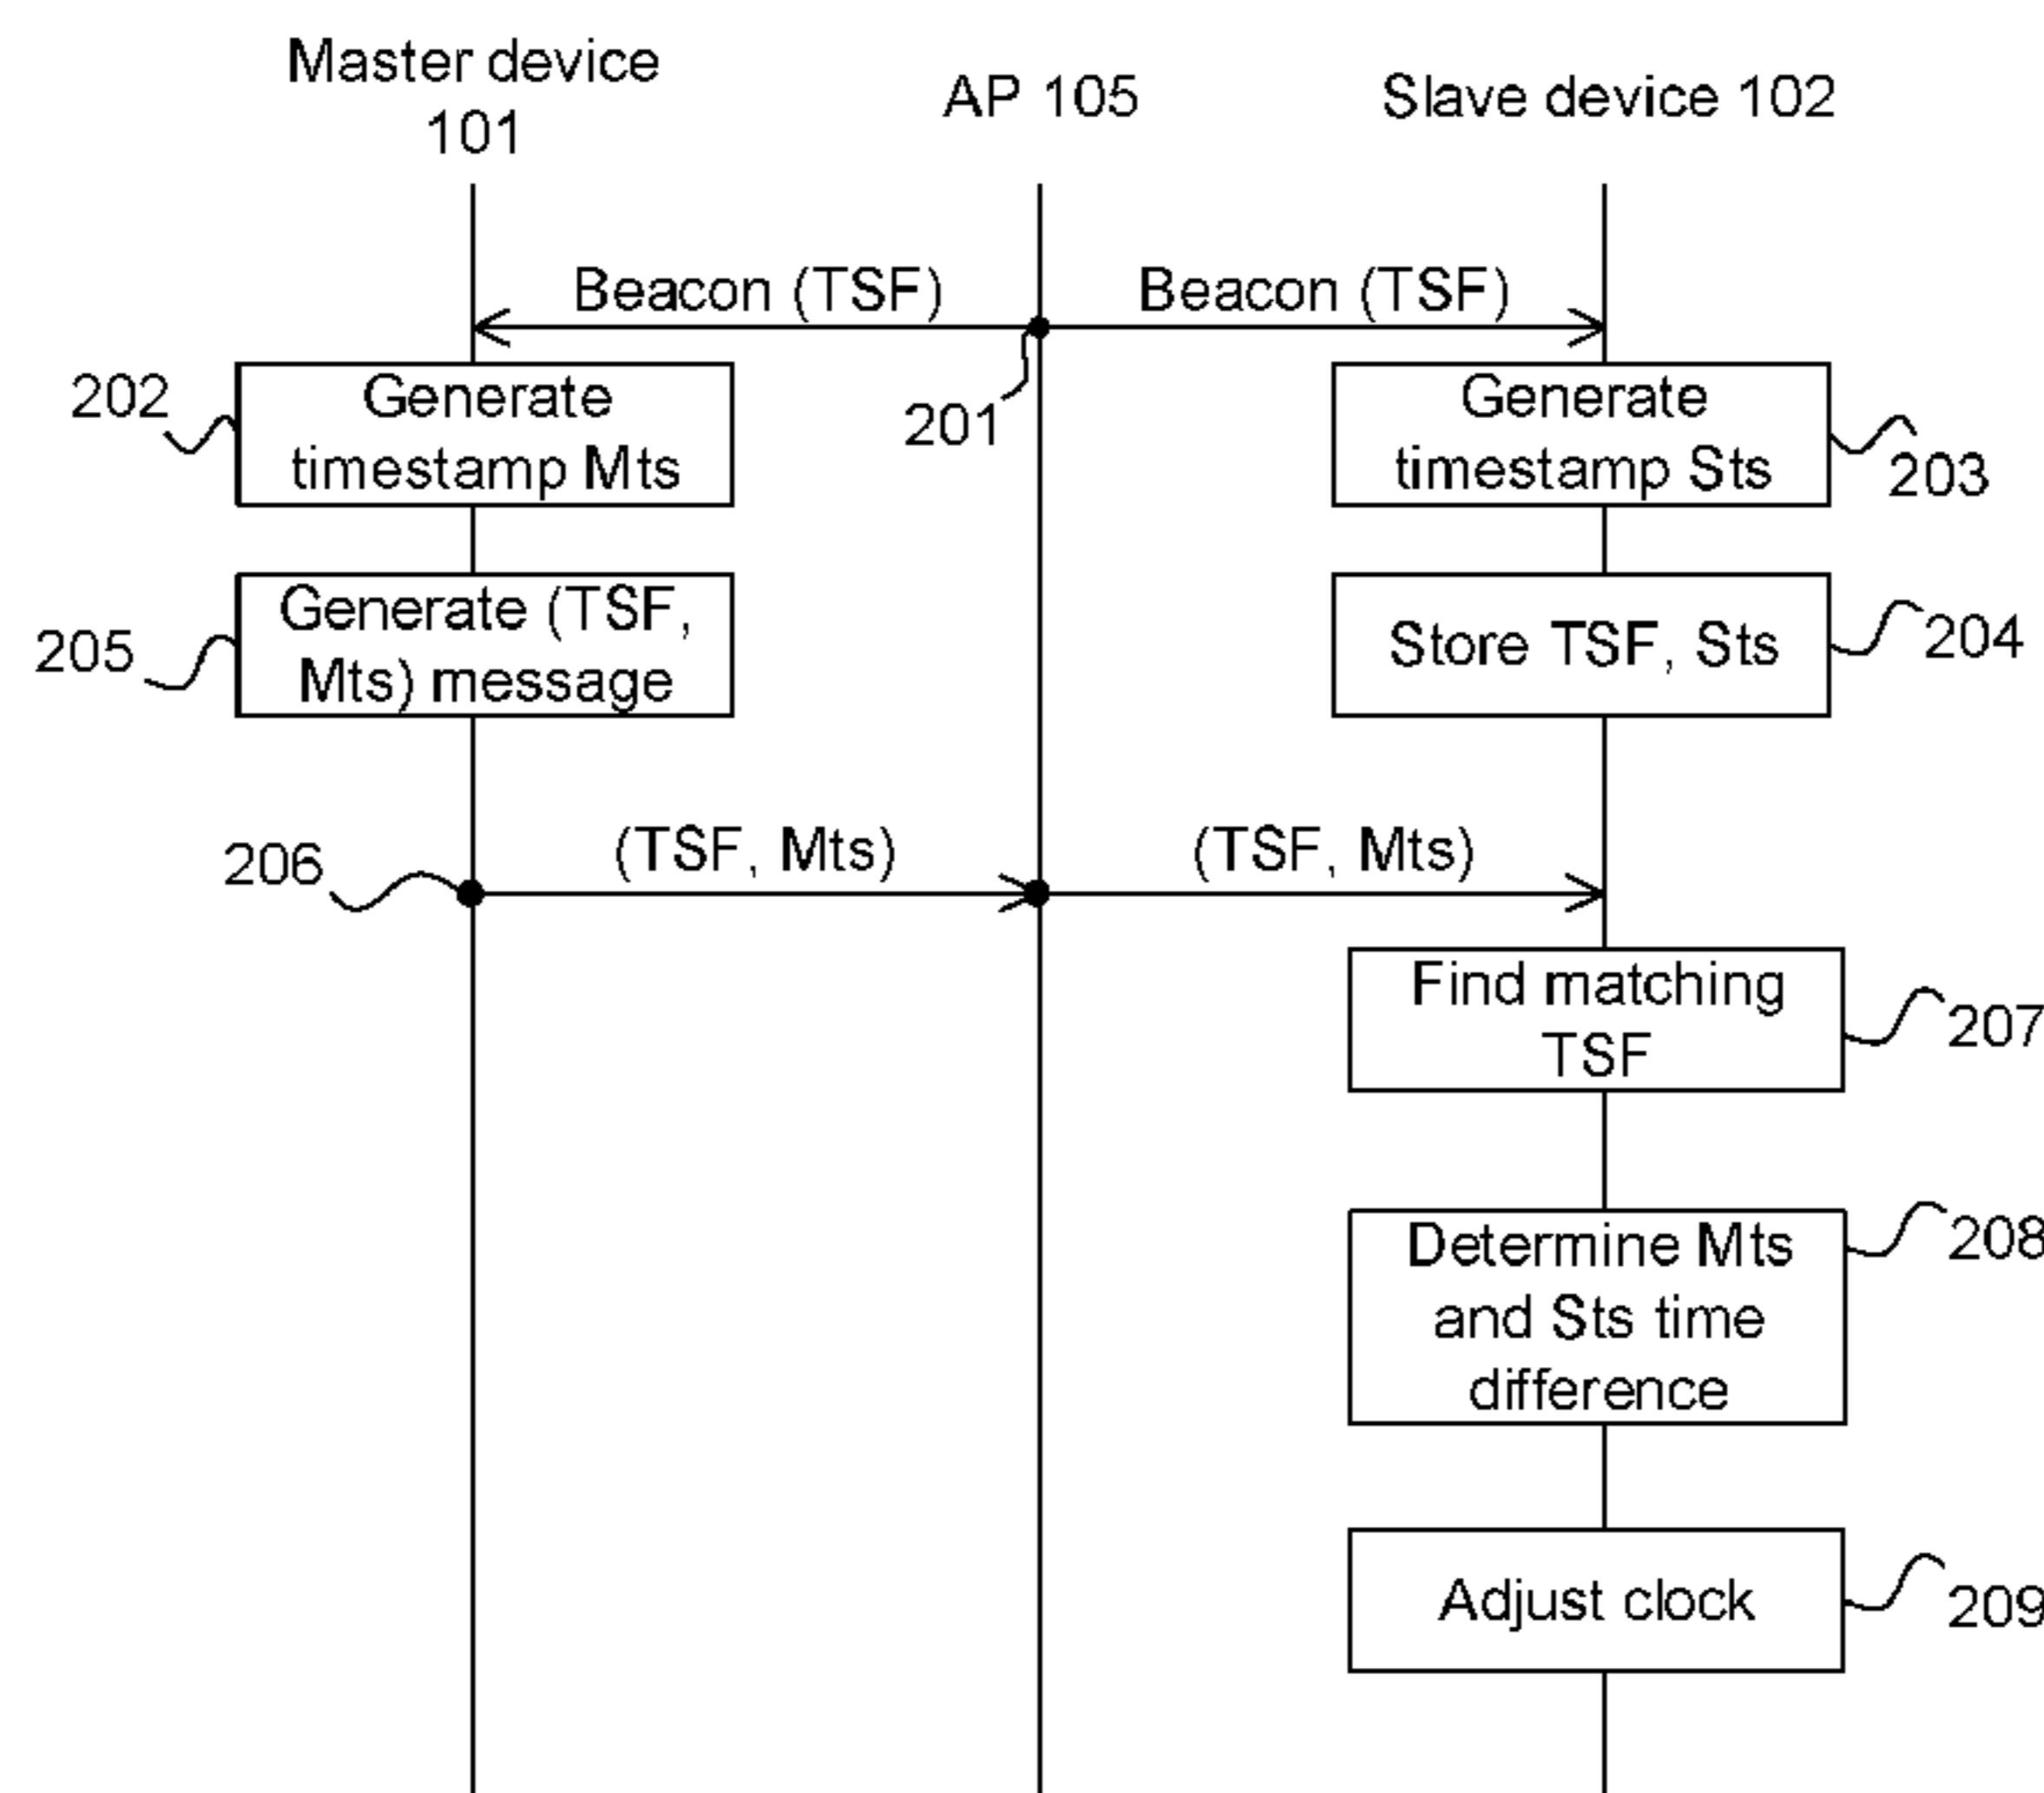 Master device
101
AP 105
Slave device 102
Beacon (TSF)
Beacon (TSF)
202
Generate
timestamp Mts
201
Generate
timestamp Sts
203
205
Generate (TSF,
Mts) message
Store TSF, Sts
204
206
(TSF, Mts)
(TSF, Mts)
Find matching
TSF
207
Determine Mts
and Sts time
difference
208
Adjust clock
209